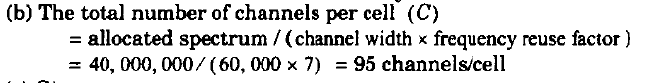 (b) The total number of channels per cell (C)
= allocated spectrum / (channel width × frequency reuse factor )
= 40, 000, 000/ (60, 000 × 7) = 95 channels/cell